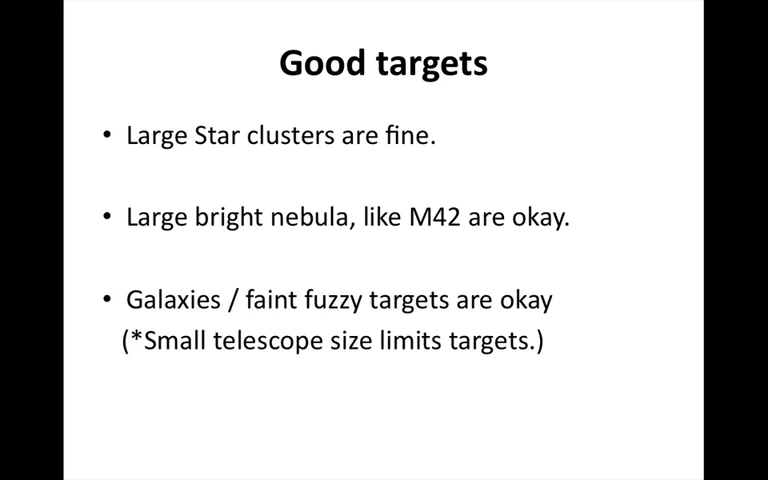 Good targets
• Large Star clusters are fine.
• Large bright nebula, like M42 are okay.
• Galaxies / faint fuzzy targets are okay
(*Small telescope size limits targets.)